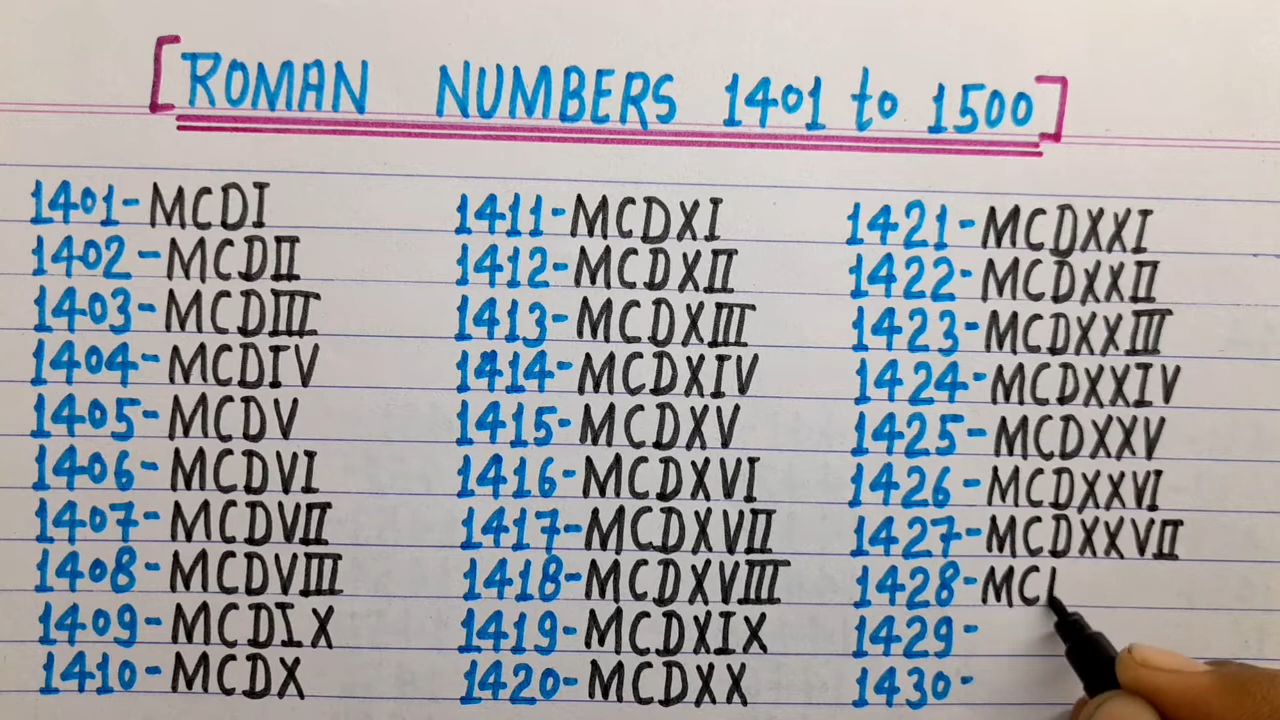 [ROMAN NUMBERS 1401 to 1500]
1401-MCDI
1402-MCDII
1403-MCDIII
1404-MCDIV
1405-MCDV
1406-MCDVI
1407-MCDVII
1408-MCDVIII
1409-MCDIX
1410-MCDX
1411-MCDXI
1412-MCDXII
1413-MCDXIII
1414-MCDXIV
1415-MCDXV
1416-MCDXVI
1417-MCDXVII
1418-MCDXVIII
1419-MCDXIX
1420-MCDXX
1421-MCDXXI
1422-MCDXXII
1423-MCDXXIII
1424-MCDXXIV
1425-MCDXXV
1426-MCDXXVI
1427-MCDXXVII
1428-MCI
1429-
1430-